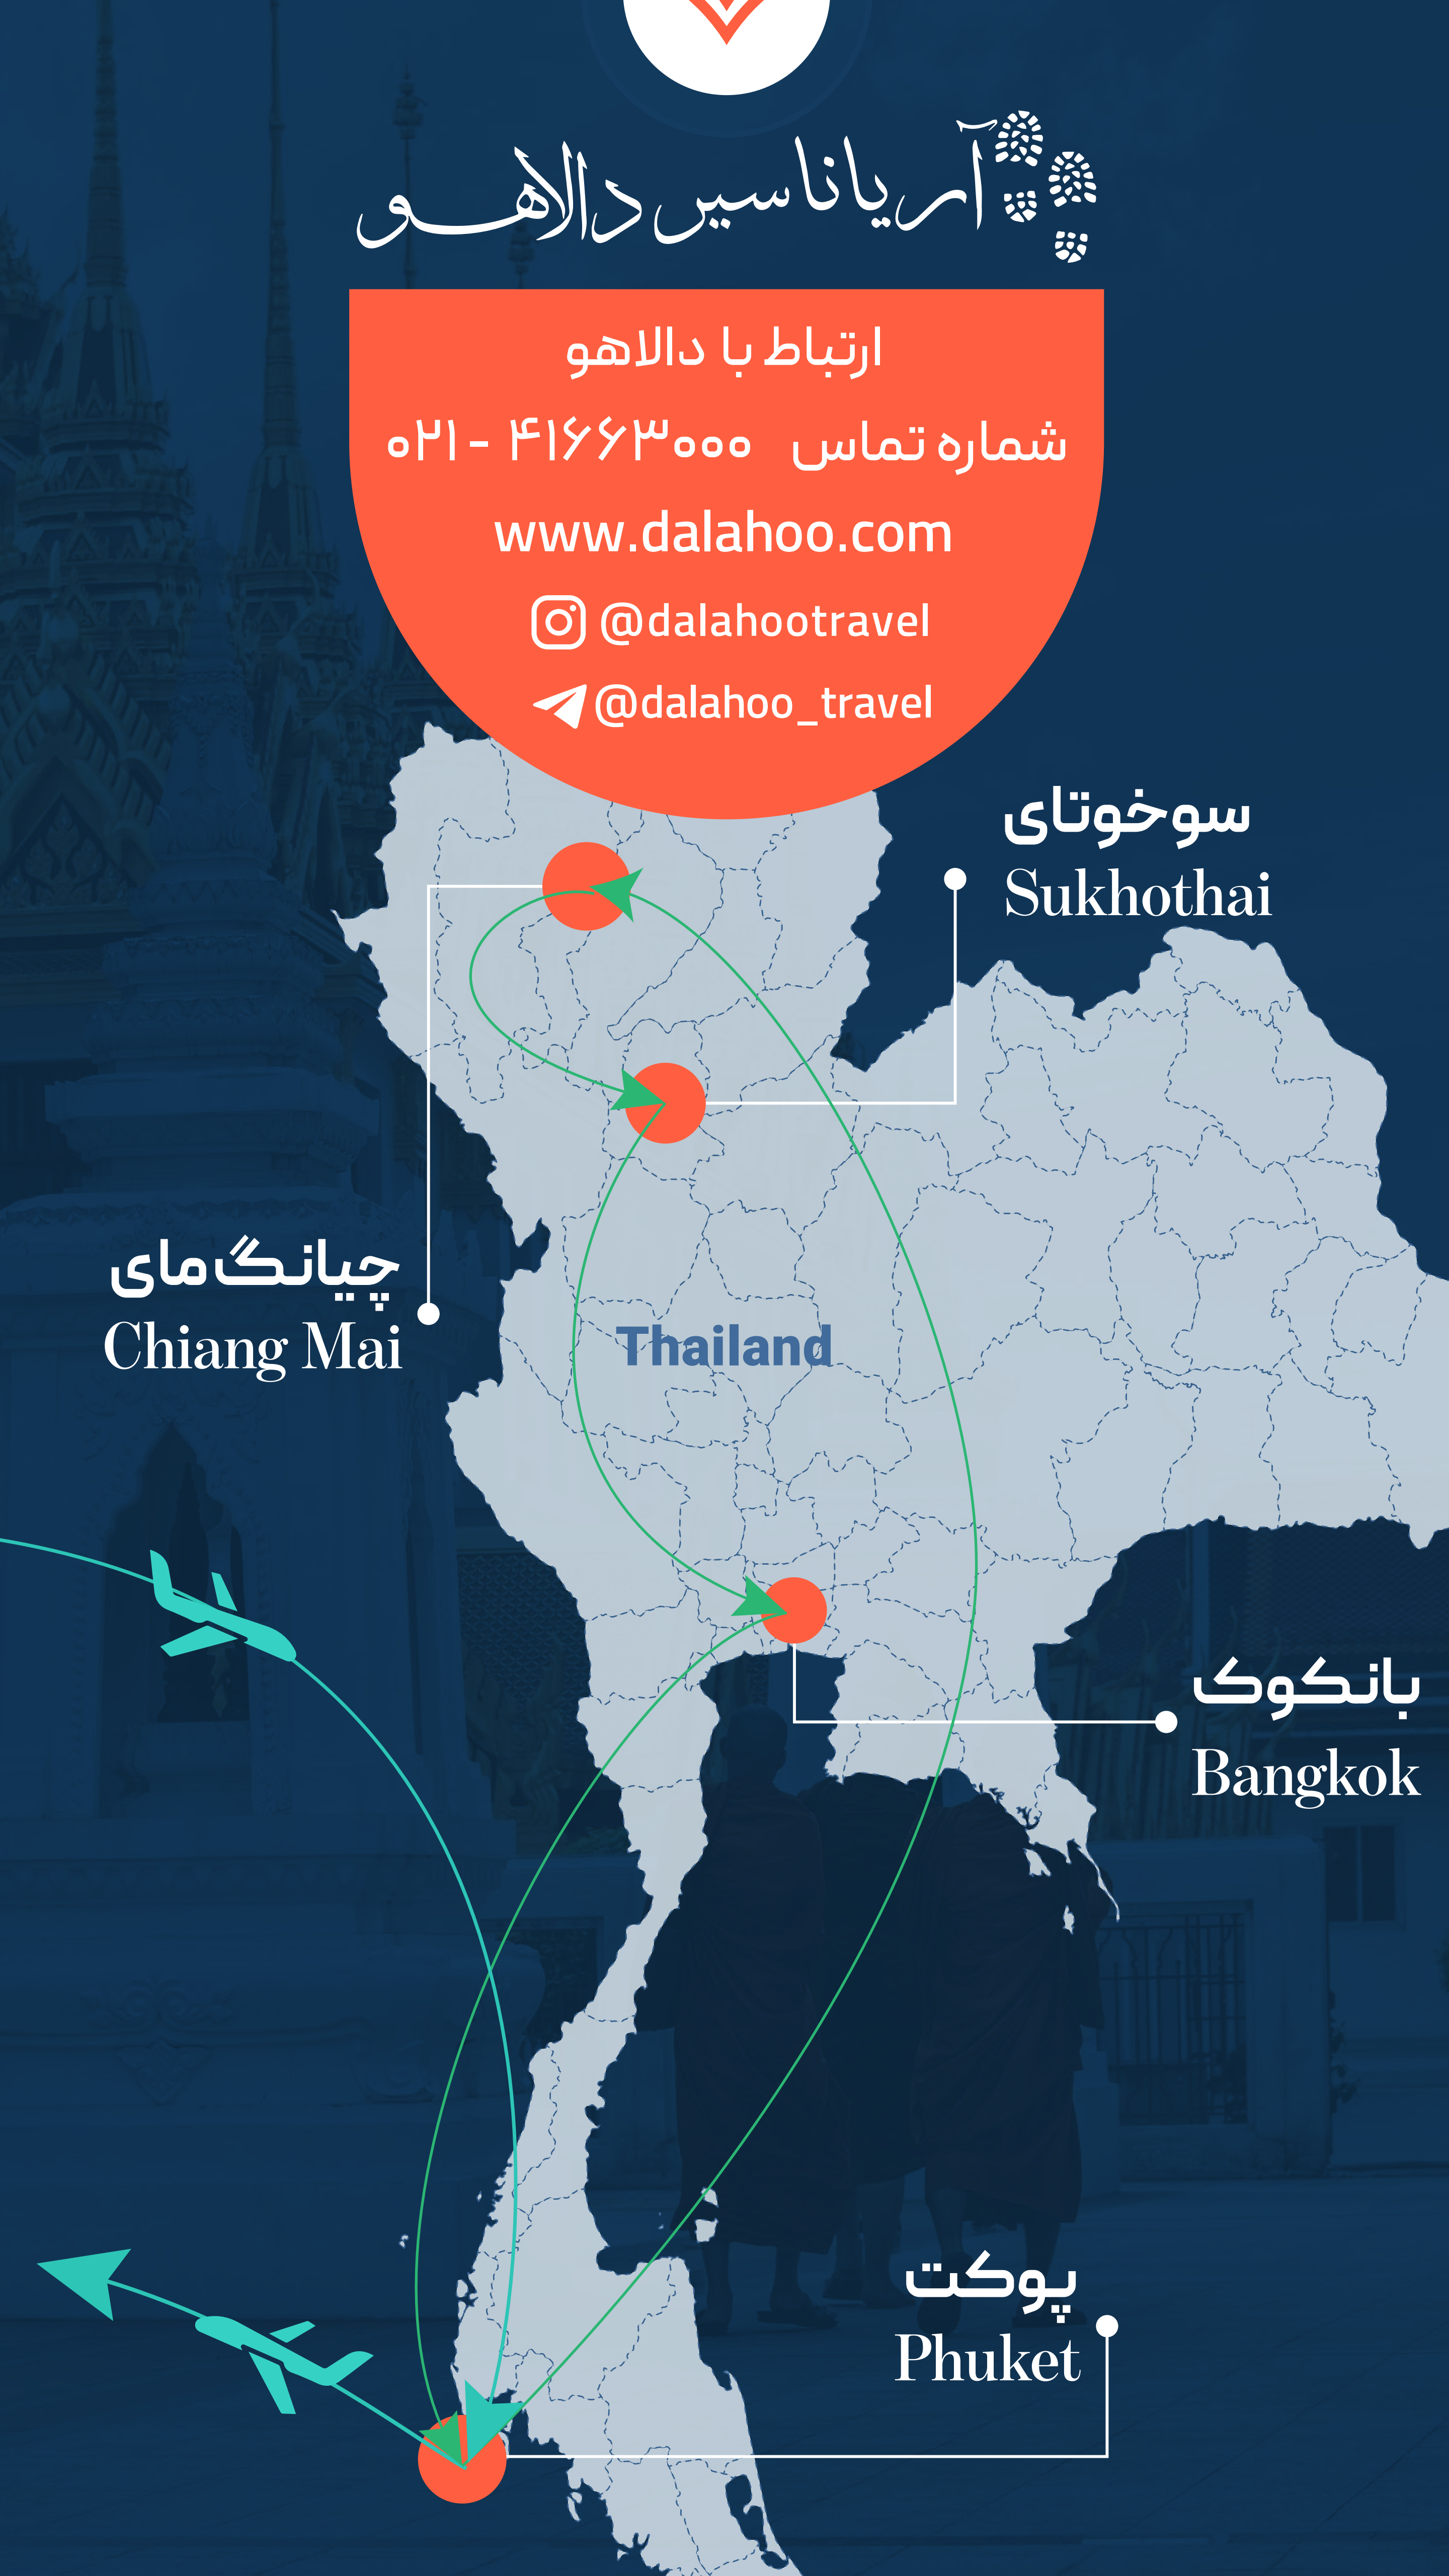 آریاناسیر دالاهو
ارتباط با دالاهو
شماره تماس ۰۲۱ - ۴۱۶۶۳۰۰۰
www.dalahoo.com
@dalahootravel
@dalahoo_travel
سوخوتای
Sukhothai
چیانگ‌مای
Chiang Mai
Thailand
بانکوک
Bangkok
پوکت
Phuket